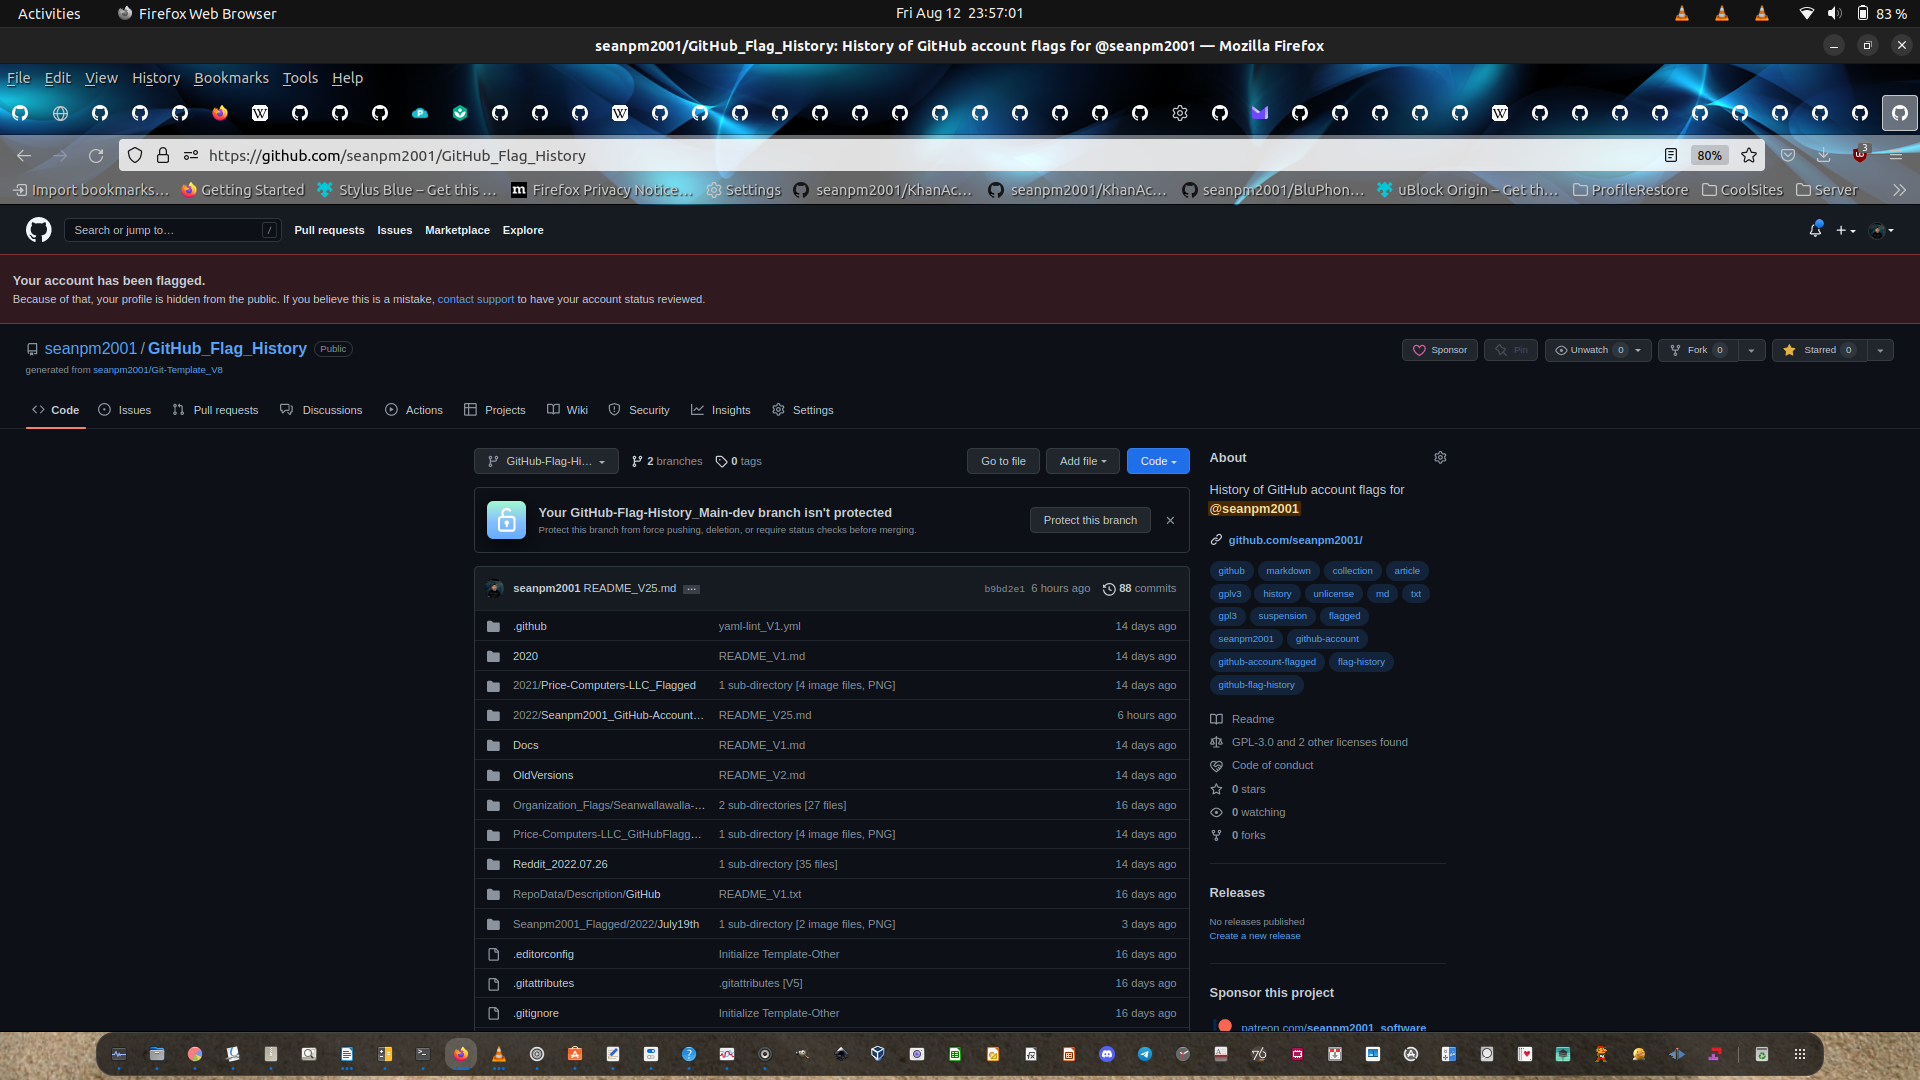 Activities
Firefox Web Browser
Fri Aug 12 23:57:01
83 %
seanpm2001/GitHub_Flag_History: History of GitHub account flags for @seanpm2001 — Mozilla Firefox
File Edit View History Bookmarks Tools Help
https://github.com/seanpm2001/GitHub_Flag_History
80%
3
Import bookmarks…
Getting Started
Stylus Blue – Get this …
Firefox Privacy Notice…
Settings
seanpm2001/KhanAc…
seanpm2001/KhanAc…
seanpm2001/BluPhon…
uBlock Origin – Get th…
ProfileRestore
CoolSites
Server
Search or jump to…
/
Pull requests
Issues
Marketplace
Explore
Your account has been flagged.
Because of that, your profile is hidden from the public. If you believe this is a mistake, contact support to have your account status reviewed.
seanpm2001 / GitHub_Flag_History
Public
Sponsor
Pin
Unwatch 0
Fork 0
Starred 0
generated from seanpm2001/Git-Template_V8
Code
Issues
Pull requests
Discussions
Actions
Projects
Wiki
Security
Insights
Settings
GitHub-Flag-Hi…
2 branches
0 tags
Go to file
Add file
Code
Your GitHub-Flag-History_Main-dev branch isn't protected
Protect this branch from force pushing, deletion, or require status checks before merging.
Protect this branch
seanpm2001 README_V25.md …
b9bd2e1 6 hours ago
88 commits
.github yaml-lint_V1.yml 14 days ago
2020 README_V1.md 14 days ago
2021/Price-Computers-LLC_Flagged 1 sub-directory [4 image files, PNG] 14 days ago
2022/Seanpm2001_GitHub-Account… README_V25.md 6 hours ago
Docs README_V1.md 14 days ago
OldVersions README_V2.md 14 days ago
Organization_Flags/Seanwallawalla-… 2 sub-directories [27 files] 16 days ago
Price-Computers-LLC_GitHubFlagg… 1 sub-directory [4 image files, PNG] 14 days ago
Reddit_2022.07.26 1 sub-directory [35 files] 14 days ago
RepoData/Description/GitHub README_V1.txt 16 days ago
Seanpm2001_Flagged/2022/July19th 1 sub-directory [2 image files, PNG] 3 days ago
.editorconfig Initialize Template-Other 16 days ago
.gitattributes .gitattributes [V5] 16 days ago
.gitignore Initialize Template-Other 16 days ago
About
History of GitHub account flags for
@seanpm2001
github.com/seanpm2001/
github markdown collection article
gplv3 history unlicense md txt
gpl3 suspension flagged
seanpm2001 github-account
github-account-flagged flag-history
github-flag-history
Readme
GPL-3.0 and 2 other licenses found
Code of conduct
0 stars
0 watching
0 forks
Releases
No releases published
Create a new release
Sponsor this project
patreon.com/seanpm2001_software